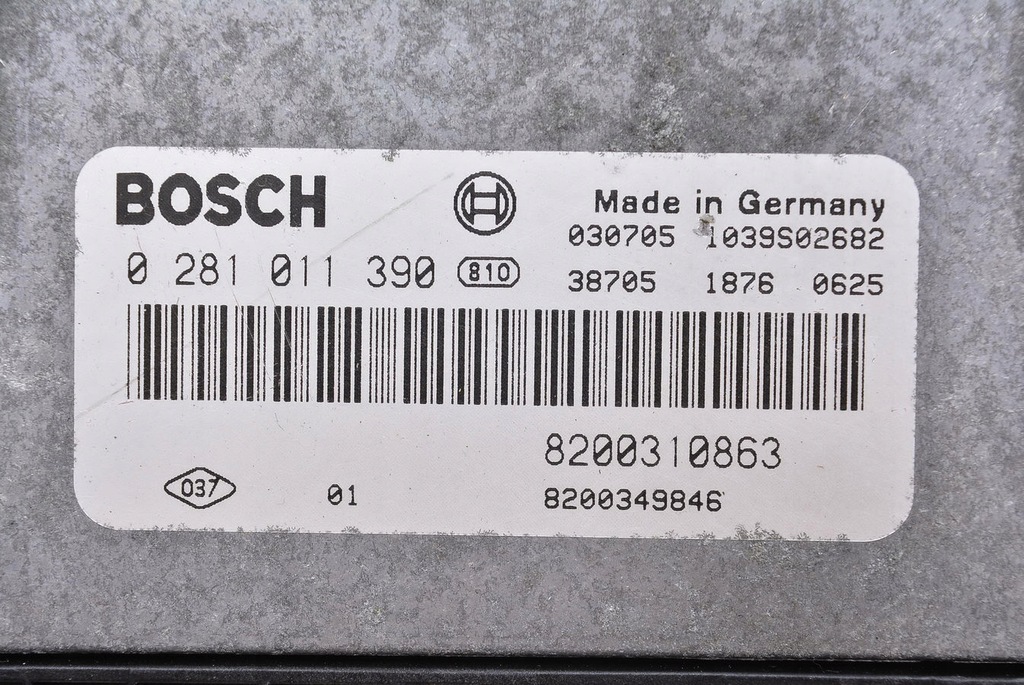 BOSCH
Made in Germany
030705 1039S02682
0 281 011 390 810
38705 1876 0625
8200310863
037 01 8200349846